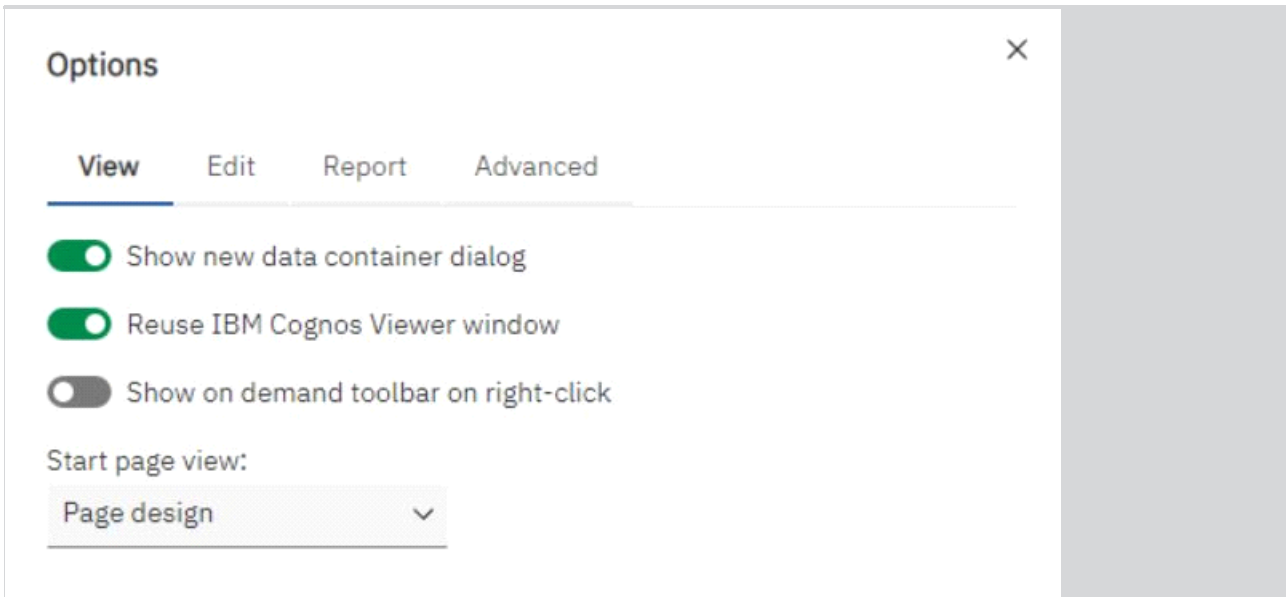 Options
View Edit Report Advanced
Show new data container dialog
Reuse IBM Cognos Viewer window
Show on demand toolbar on right-click
Start page view:
Page design